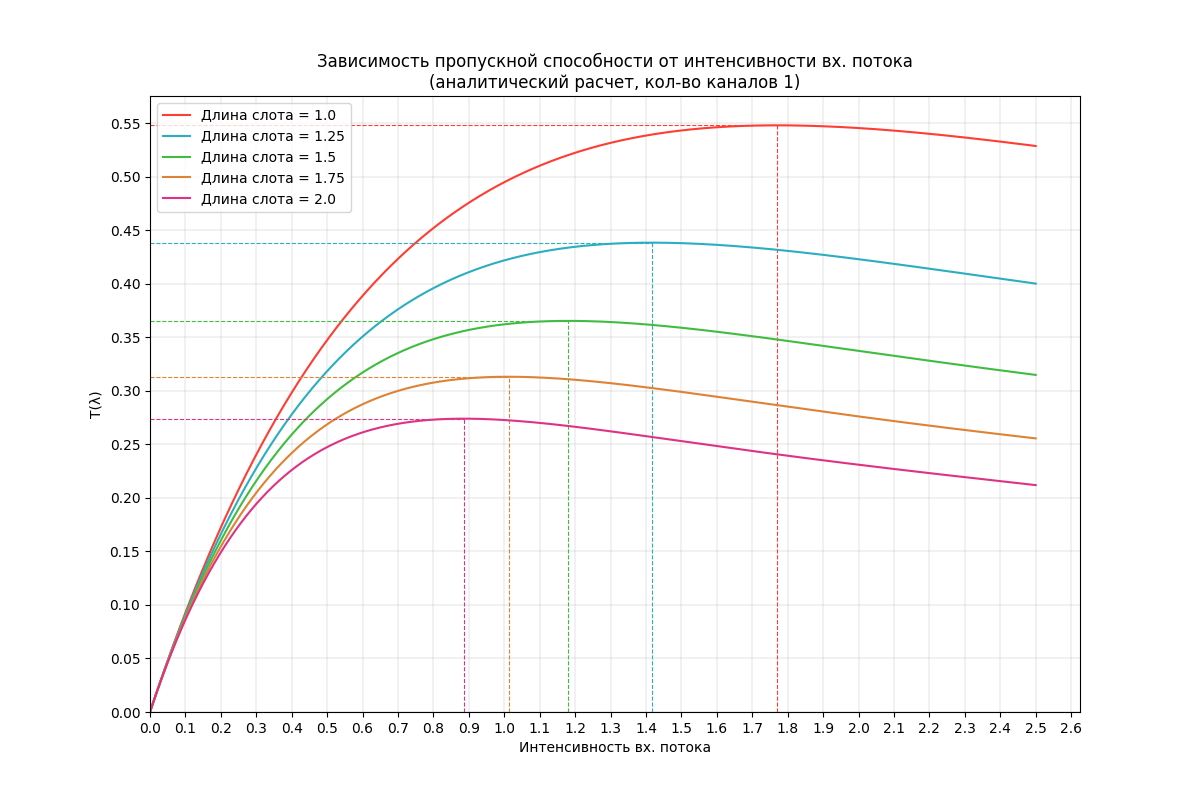 Зависимость пропускной способности от интенсивности вх. потока
(аналитический расчет, кол-во каналов 1)
Длина слота = 1.0
Длина слота = 1.25
Длина слота = 1.5
Длина слота = 1.75
Длина слота = 2.0
0.55
0.50
0.45
0.40
0.35
0.30
0.25
0.20
0.15
0.10
0.05
0.00
T(λ)
0.0 0.1 0.2 0.3 0.4 0.5 0.6 0.7 0.8 0.9 1.0 1.1 1.2 1.3 1.4 1.5 1.6 1.7 1.8 1.9 2.0 2.1 2.2 2.3 2.4 2.5 2.6
Интенсивность вх. потока